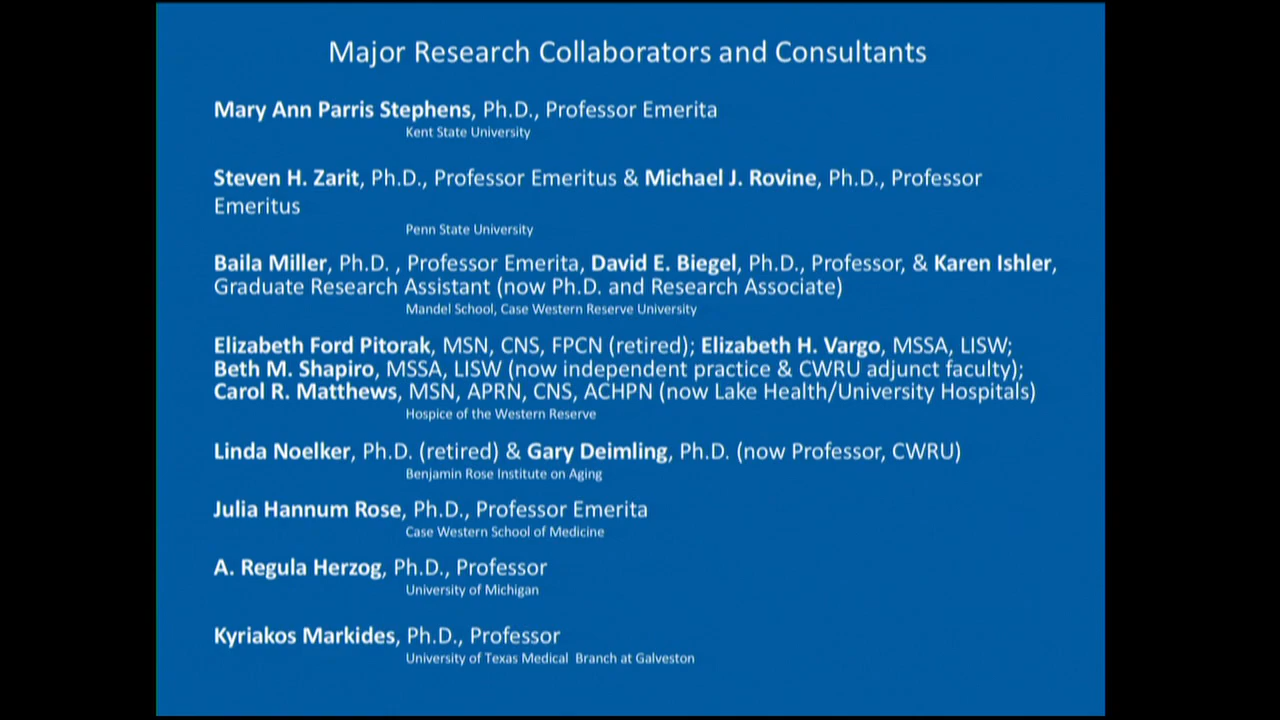 Major Research Collaborators and Consultants
Mary Ann Parris Stephens, Ph.D., Professor Emerita
Kent State University
Steven H. Zarit, Ph.D., Professor Emeritus & Michael J. Rovine, Ph.D., Professor
Emeritus
Penn State University
Baila Miller, Ph.D. , Professor Emerita, David E. Biegel, Ph.D., Professor, & Karen Ishler,
Graduate Research Assistant (now Ph.D. and Research Associate)
Mandel School, Case Western Reserve University
Elizabeth Ford Pitorak, MSN, CNS, FPCN (retired); Elizabeth H. Vargo, MSSA, LISW;
Beth M. Shapiro, MSSA, LISW (now independent practice & CWRU adjunct faculty);
Carol R. Matthews, MSN, APRN, CNS, ACHPN (now Lake Health/University Hospitals)
Hospice of the Western Reserve
Linda Noelker, Ph.D. (retired) & Gary Deimling, Ph.D. (now Professor, CWRU)
Benjamin Rose Institute on Aging
Julia Hannum Rose, Ph.D., Professor Emerita
Case Western School of Medicine
A. Regula Herzog, Ph.D., Professor
University of Michigan
Kyriakos Markides, Ph.D., Professor
University of Texas Medical  Branch at Galveston